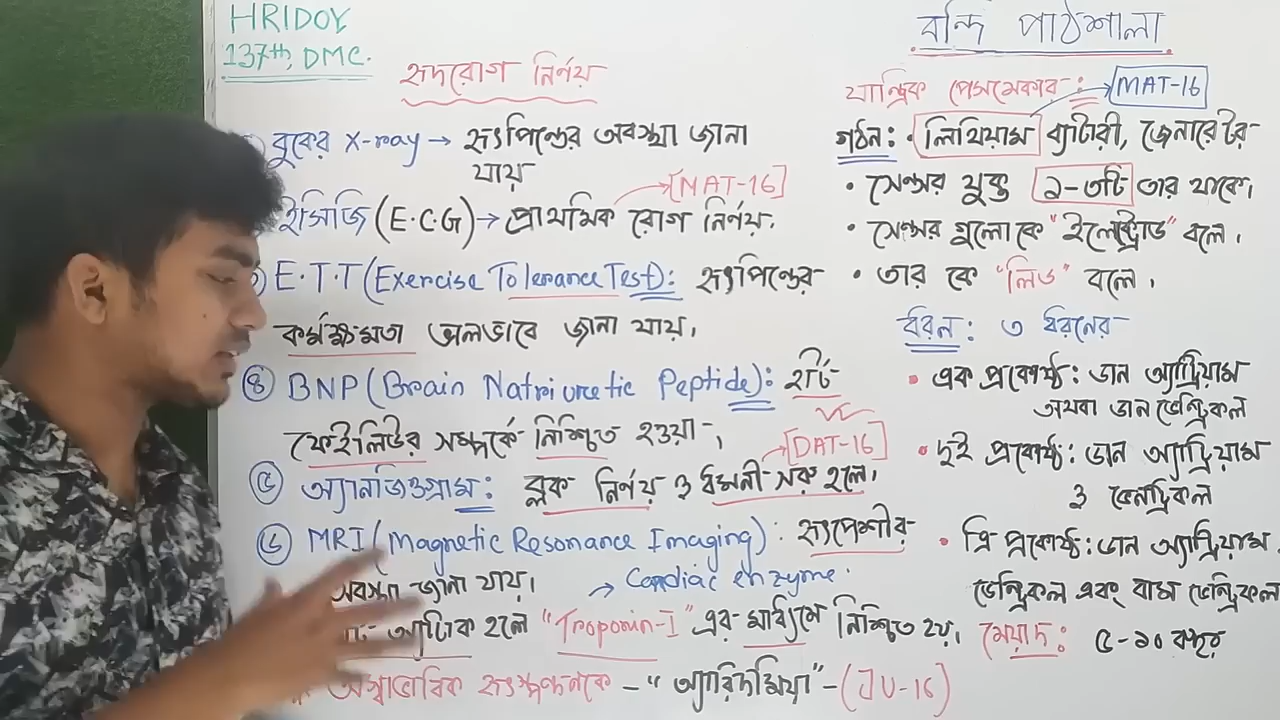 HRIDOY
137th, DMC.
হৃদরোগ নির্ণয়
বুকের X-ray → হৃৎপিন্ডের অবস্থা জানা
যায়
[MAT-16]
ইসিজি (E.C.G) → প্রাথমিক রোগ নির্ণয়.
E.T.T (Exercise Tolerance Test): হৃৎপিন্ডের
কর্মক্ষমতা ভালভাবে জানা যায়.
④ BNP (Brain Natriuretic Peptide): হার্ট
ফেইলিউর সম্পর্কে নিশ্চিত হওয়া,
[DAT-16]
⑤ অ্যানজিওগ্রাম: ব্লক নির্ণয় ও ধমনী সরু হলে.
⑥ MRI (Magnetic Resonance Imaging): হৃৎপেশীর
অবস্থা জানা যায়।
→ Cardiac enzyme.
অ্যাটাক হলে "Troponin-I" এর মাধ্যমে নিশ্চিত হয়.
অস্বাভাবিক হৃৎস্পন্দনকে - "অ্যারিদমিয়া" - (JU-16)
বন্দি পাঠশালা
যান্ত্রিক পেসমেকার: → MAT-16
গঠন: • লিথিয়াম ব্যাটারী, জেনারেটর
• সেন্সর যুক্ত ১-৩টি তার থাকে।
• সেন্সর গুলোকে "ইলেক্ট্রোড" বলে.
• তার কে "লিড" বলে.
ধরন: ৩ ধরনের
• এক প্রকোষ্ঠ: ডান অ্যাট্রিয়াম
অথবা ডান ভেন্ট্রিকল
• দুই প্রকোষ্ঠ: ডান অ্যাট্রিয়াম
ও ভেনট্রিকল
• ত্রি প্রকোষ্ঠ: ডান অ্যাট্রিয়াম.
ভেন্ট্রিকল এবং বাম ভেন্ট্রিকল
মেয়াদ: ৫-১০ বছর